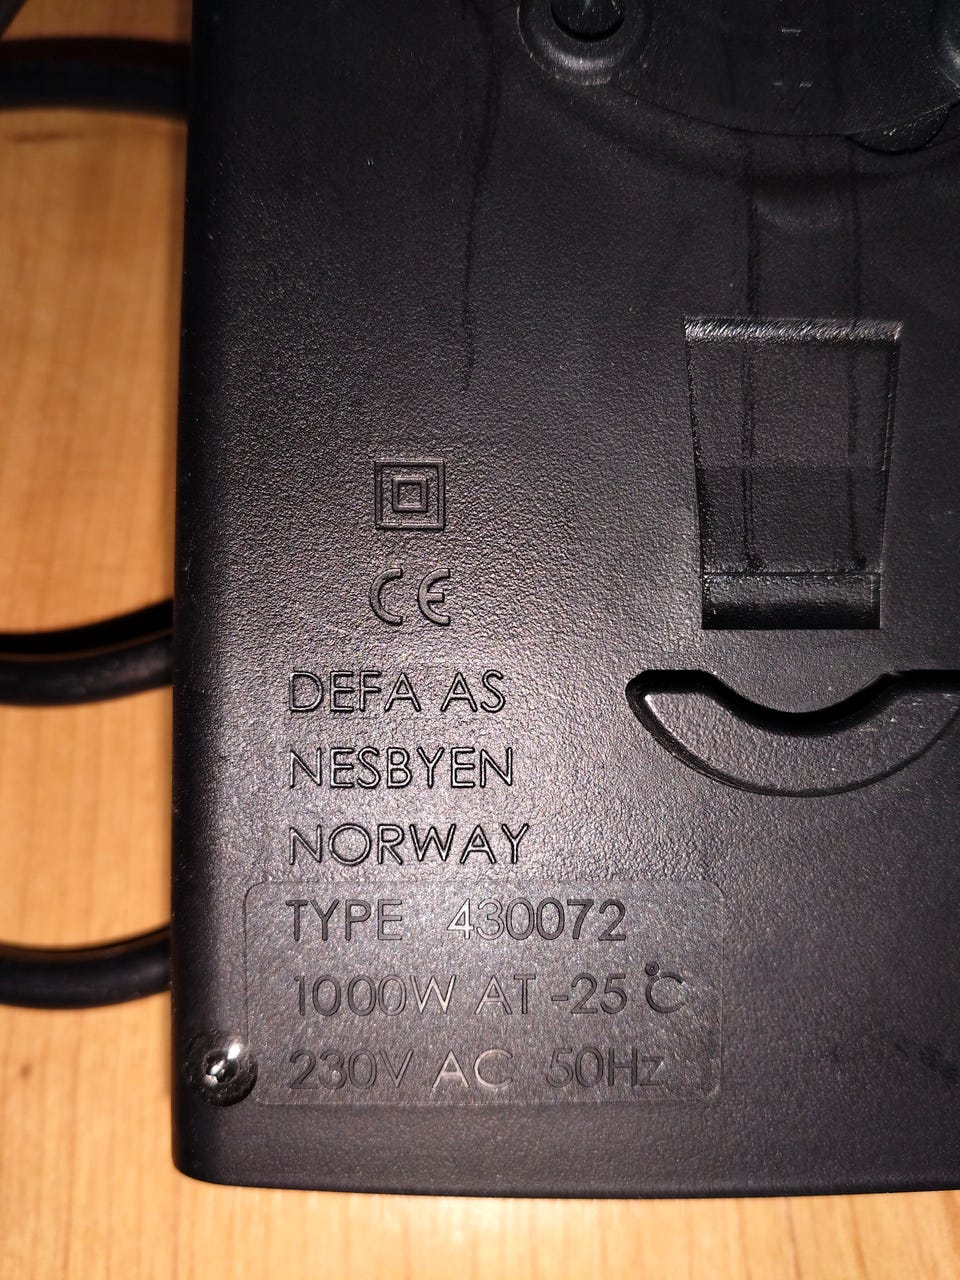 CE
DEFA AS
NESBYEN
NORWAY
TYPE 430072
1000W AT -25 °C
230V AC 50Hz